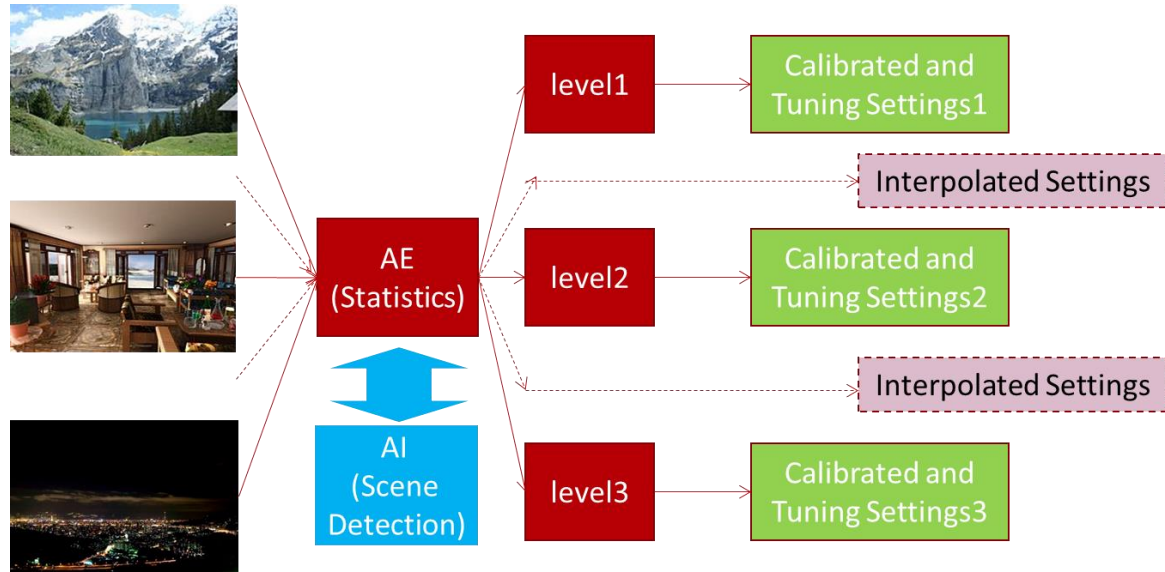 level1
Calibrated and
Tuning Settings1
Interpolated Settings
AE
(Statistics)
level2
Calibrated and
Tuning Settings2
Interpolated Settings
AI
(Scene
Detection)
level3
Calibrated and
Tuning Settings3